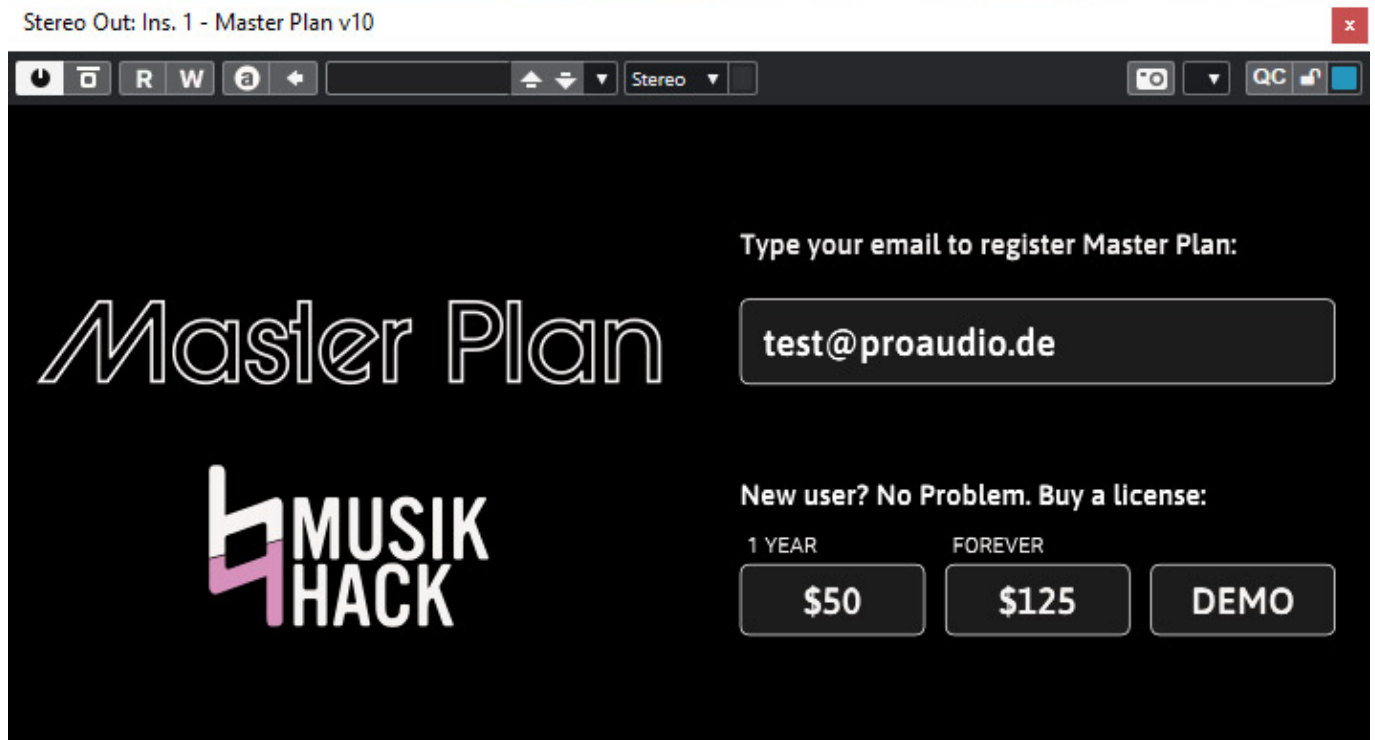 Stereo Out: Ins. 1 - Master Plan v10
x
R W a Stereo QC
Type your email to register Master Plan:
Master Plan
test@proaudio.de
MUSIK
HACK
New user? No Problem. Buy a license:
1 YEAR FOREVER
$50 $125 DEMO